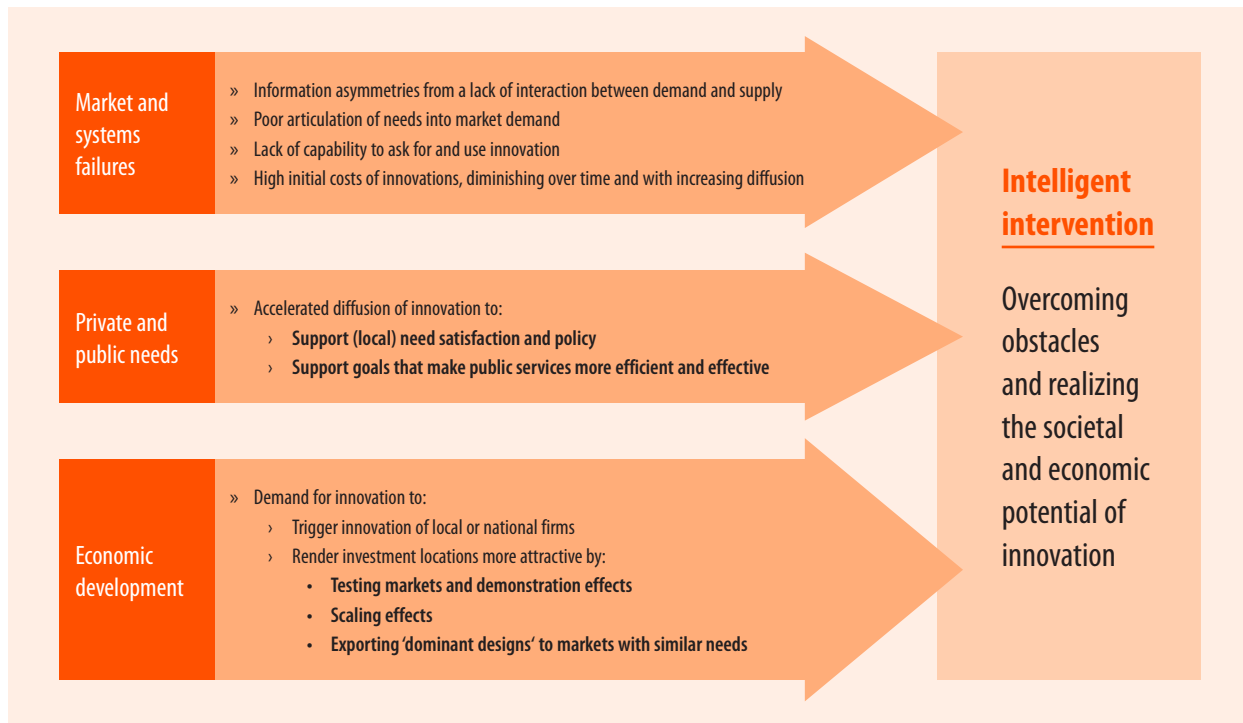 Market and
systems
failures
» Information asymmetries from a lack of interaction between demand and supply
» Poor articulation of needs into market demand
» Lack of capability to ask for and use innovation
» High initial costs of innovations, diminishing over time and with increasing diffusion
Private and
public needs
» Accelerated diffusion of innovation to:
› Support (local) need satisfaction and policy
› Support goals that make public services more efficient and effective
Economic
development
» Demand for innovation to:
› Trigger innovation of local or national firms
› Render investment locations more attractive by:
• Testing markets and demonstration effects
• Scaling effects
• Exporting ‘dominant designs‘ to markets with similar needs
Intelligent
intervention
Overcoming
obstacles
and realizing
the societal
and economic
potential of
innovation